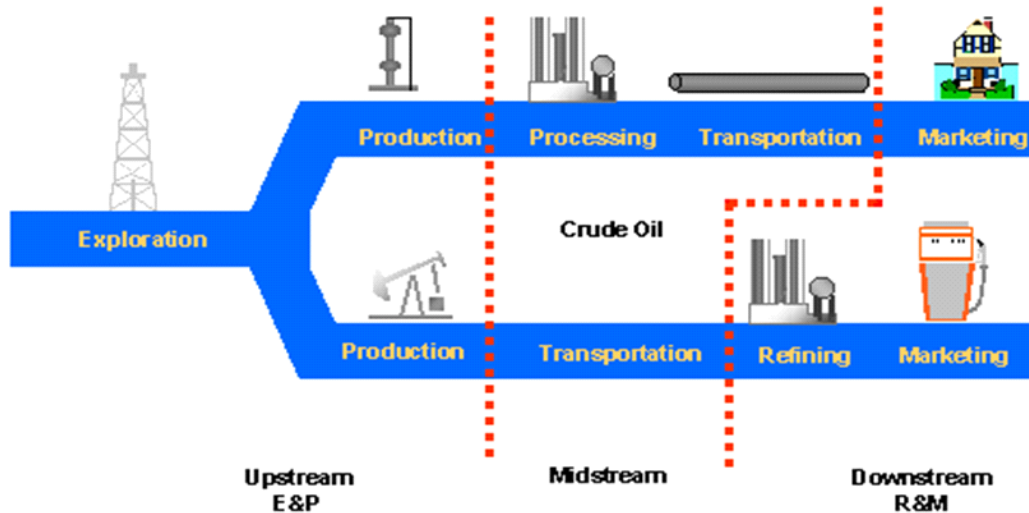 Production
Processing
Transportation
Marketing
Exploration
Crude Oil
Production
Transportation
Refining
Marketing
Upstream
E&P
Midstream
Downstream
R&M